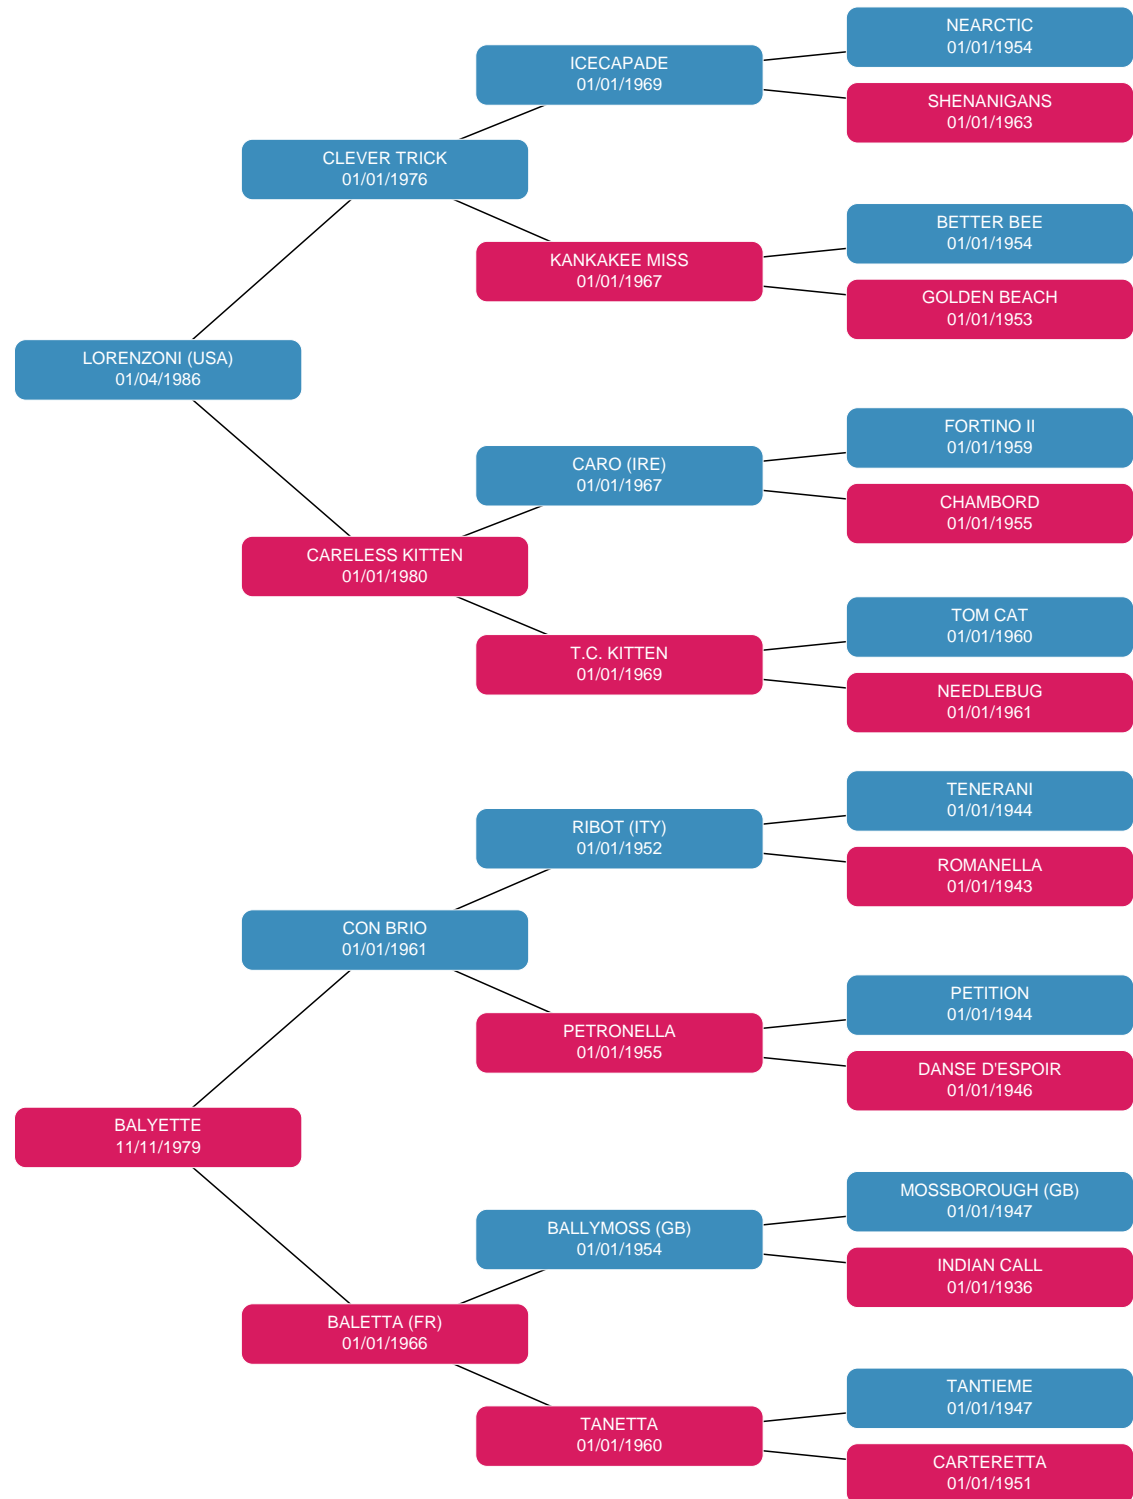 NEARCTIC
01/01/1954
ICECAPADE
01/01/1969
SHENANIGANS
01/01/1963
CLEVER TRICK
01/01/1976
BETTER BEE
01/01/1954
KANKAKEE MISS
01/01/1967
GOLDEN BEACH
01/01/1953
LORENZONI (USA)
01/04/1986
FORTINO II
01/01/1959
CARO (IRE)
01/01/1967
CHAMBORD
01/01/1955
CARELESS KITTEN
01/01/1980
TOM CAT
01/01/1960
T.C. KITTEN
01/01/1969
NEEDLEBUG
01/01/1961
TENERANI
01/01/1944
RIBOT (ITY)
01/01/1952
ROMANELLA
01/01/1943
CON BRIO
01/01/1961
PETITION
01/01/1944
PETRONELLA
01/01/1955
DANSE D'ESPOIR
01/01/1946
BALYETTE
11/11/1979
MOSSBOROUGH (GB)
01/01/1947
BALLYMOSS (GB)
01/01/1954
INDIAN CALL
01/01/1936
BALETTA (FR)
01/01/1966
TANTIEME
01/01/1947
TANETTA
01/01/1960
CARTERETTA
01/01/1951